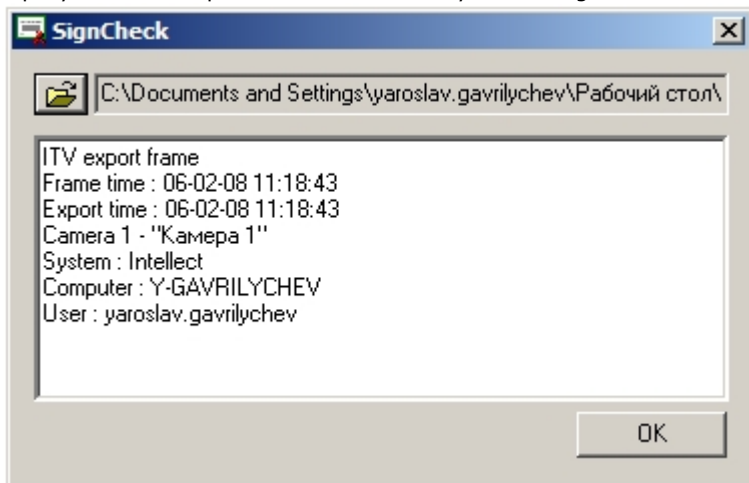 SignCheck
C:\Documents and Settings\yaroslav.gavrilychev\Рабочий стол\
ITV export frame
Frame time : 06-02-08 11:18:43
Export time : 06-02-08 11:18:43
Camera 1 - "Камера 1"
System : Intellect
Computer : Y-GAVRILYCHEV
User : yaroslav.gavrilychev
OK